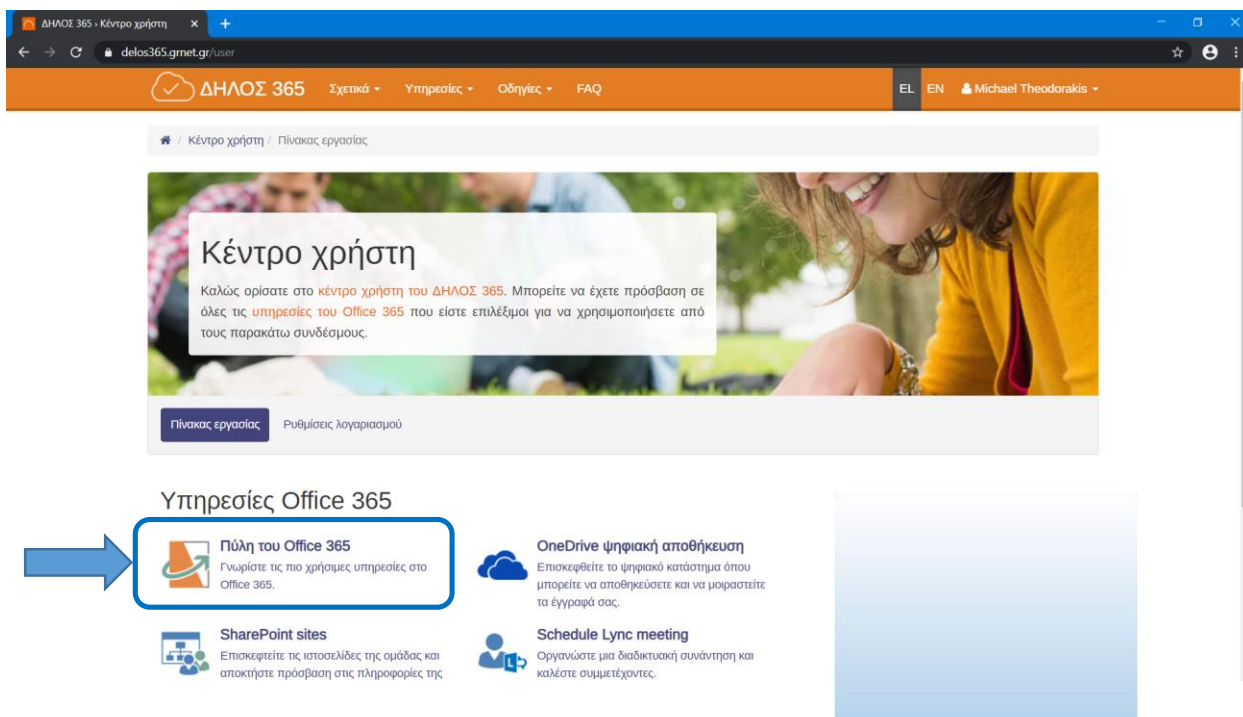 ΔΗΛΟΣ 365 › Κέντρο χρήστη
delos365.grnet.gr/user
ΔΗΛΟΣ 365 Σχετικά Υπηρεσίες Οδηγίες FAQ EL EN Michael Theodorakis
/ Κέντρο χρήστη / Πίνακας εργασίας
Κέντρο χρήστη
Καλώς ορίσατε στο κέντρο χρήστη του ΔΗΛΟΣ 365. Μπορείτε να έχετε πρόσβαση σε
όλες τις υπηρεσίες του Office 365 που είστε επιλέξιμοι για να χρησιμοποιήσετε από
τους παρακάτω συνδέσμους.
Πίνακας εργασίας Ρυθμίσεις λογαριασμού
Υπηρεσίες Office 365
Πύλη του Office 365
Γνωρίστε τις πιο χρήσιμες υπηρεσίες στο
Office 365.
OneDrive ψηφιακή αποθήκευση
Επισκεφθείτε το ψηφιακό κατάστημα όπου
μπορείτε να αποθηκεύσετε και να μοιραστείτε
τα έγγραφά σας.
SharePoint sites
Επισκεφτείτε τις ιστοσελίδες της ομάδας και
αποκτήστε πρόσβαση στις πληροφορίες της
Schedule Lync meeting
Οργανώστε μια διαδικτυακή συνάντηση και
καλέστε συμμετέχοντες.